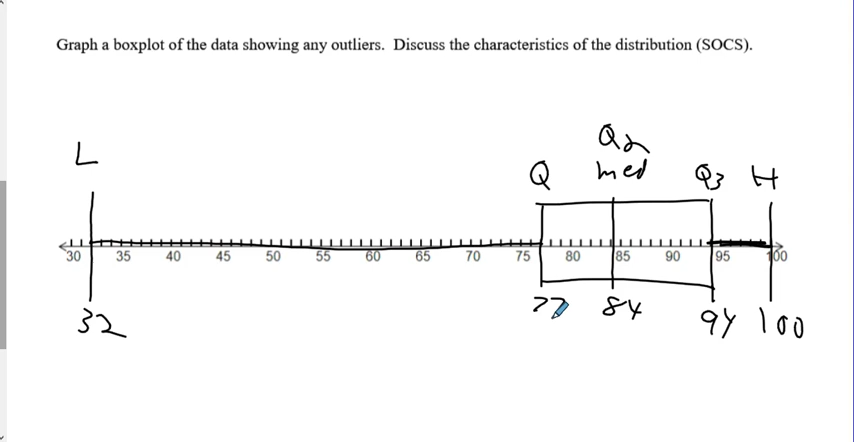 Graph a boxplot of the data showing any outliers.  Discuss the characteristics of the distribution (SOCS).
Q2
L Q med Q3 H
30 35 40 45 50 55 60 65 70 75 80 85 90 95 100
32 77 84 94 100